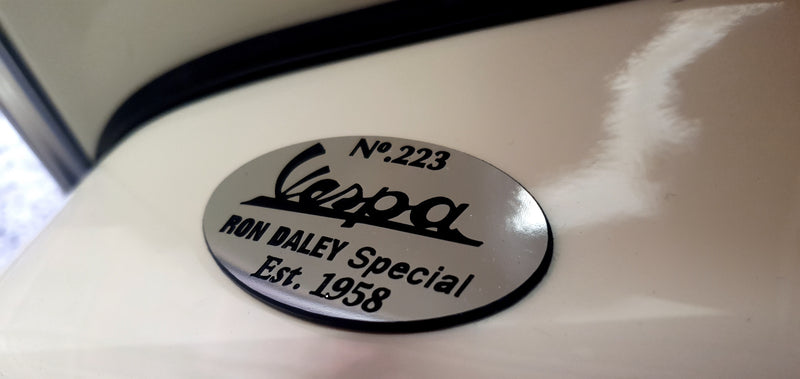 Nº.223
Vespa
RON DALEY Special
Est. 1958